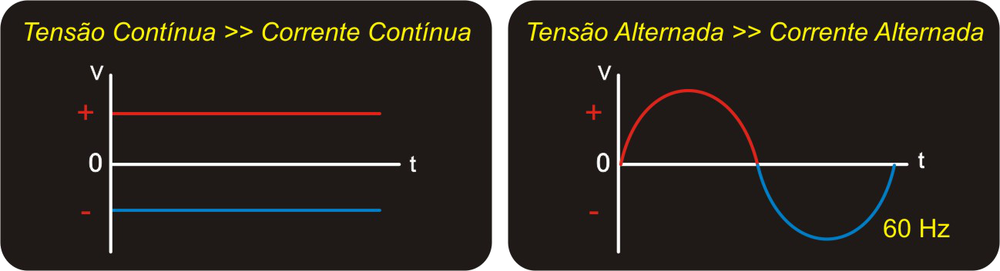 Tensão Contínua >> Corrente Contínua
V
+
0
t
-
Tensão Alternada >> Corrente Alternada
V
+
0
t
-
60 Hz